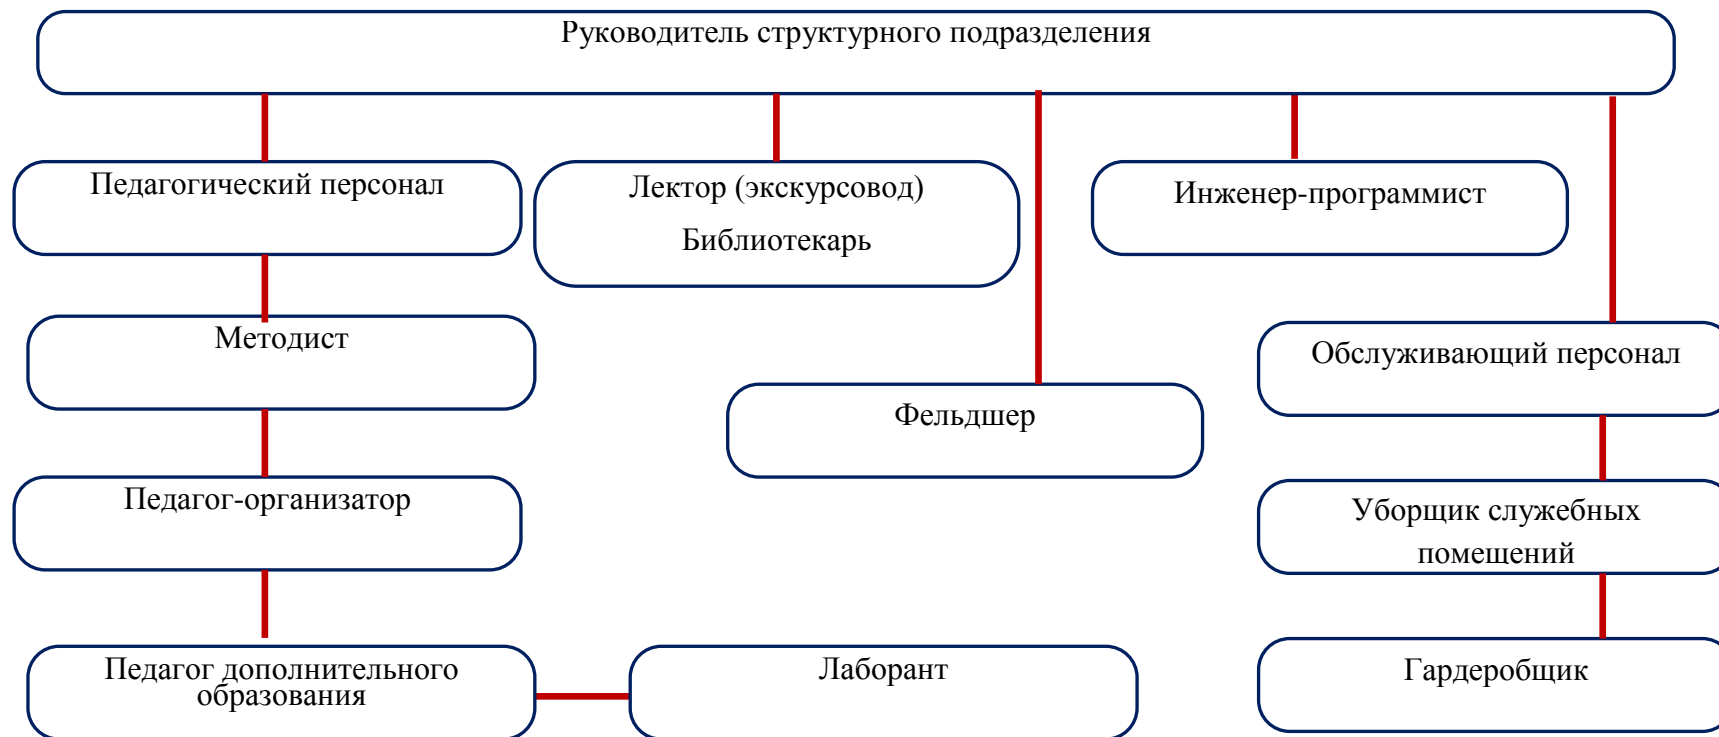 Руководитель структурного подразделения
Педагогический персонал
Лектор (экскурсовод)
Библиотекарь
Инженер-программист
Методист
Обслуживающий персонал
Фельдшер
Педагог-организатор
Уборщик служебных
помещений
Педагог дополнительного
образования
Лаборант
Гардеробщик